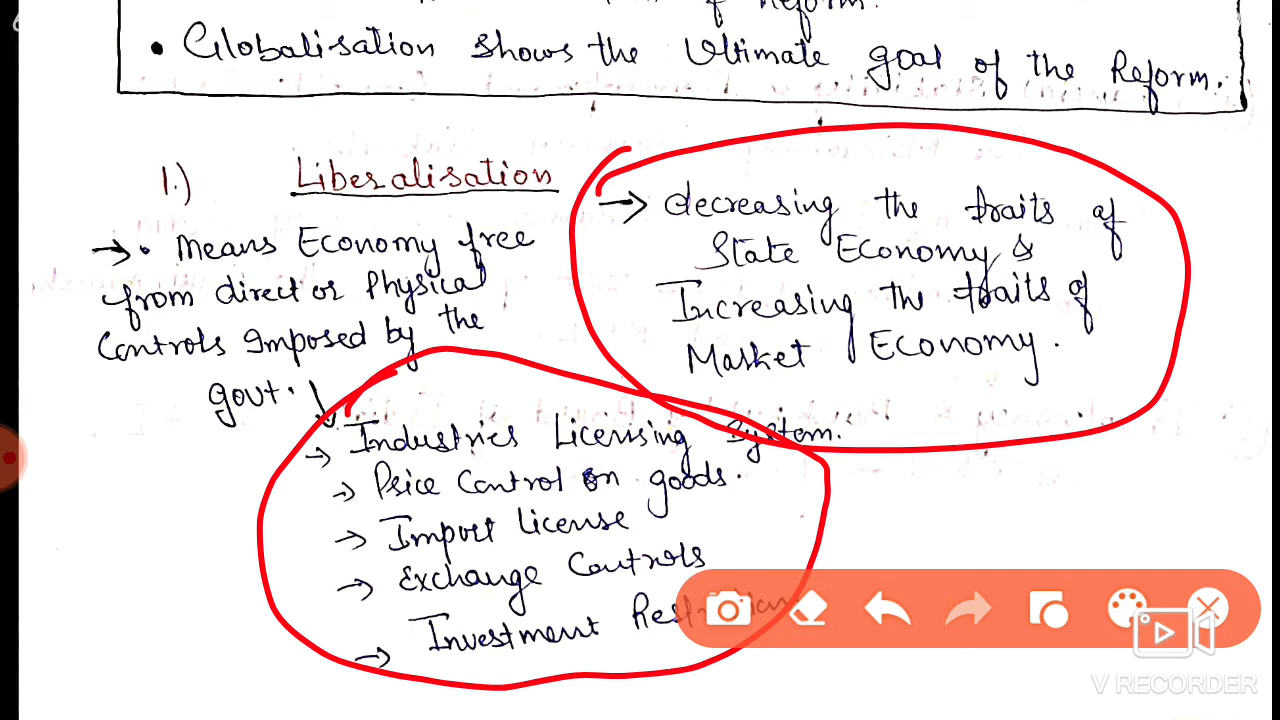 of Reform.
• Globalisation shows the Ultimate goal of the Reform.
1.) Liberalisation
→ • Means Economy free
from direct or Physical
Controls Imposed by the
govt. ↓
→ decreasing the traits of
State Economy &
Increasing the traits of
Market Economy.
→ Industries Licensing System.
→ Price Control on goods.
→ Import License
→ Exchange Controls
→ Investment
V RECORDER